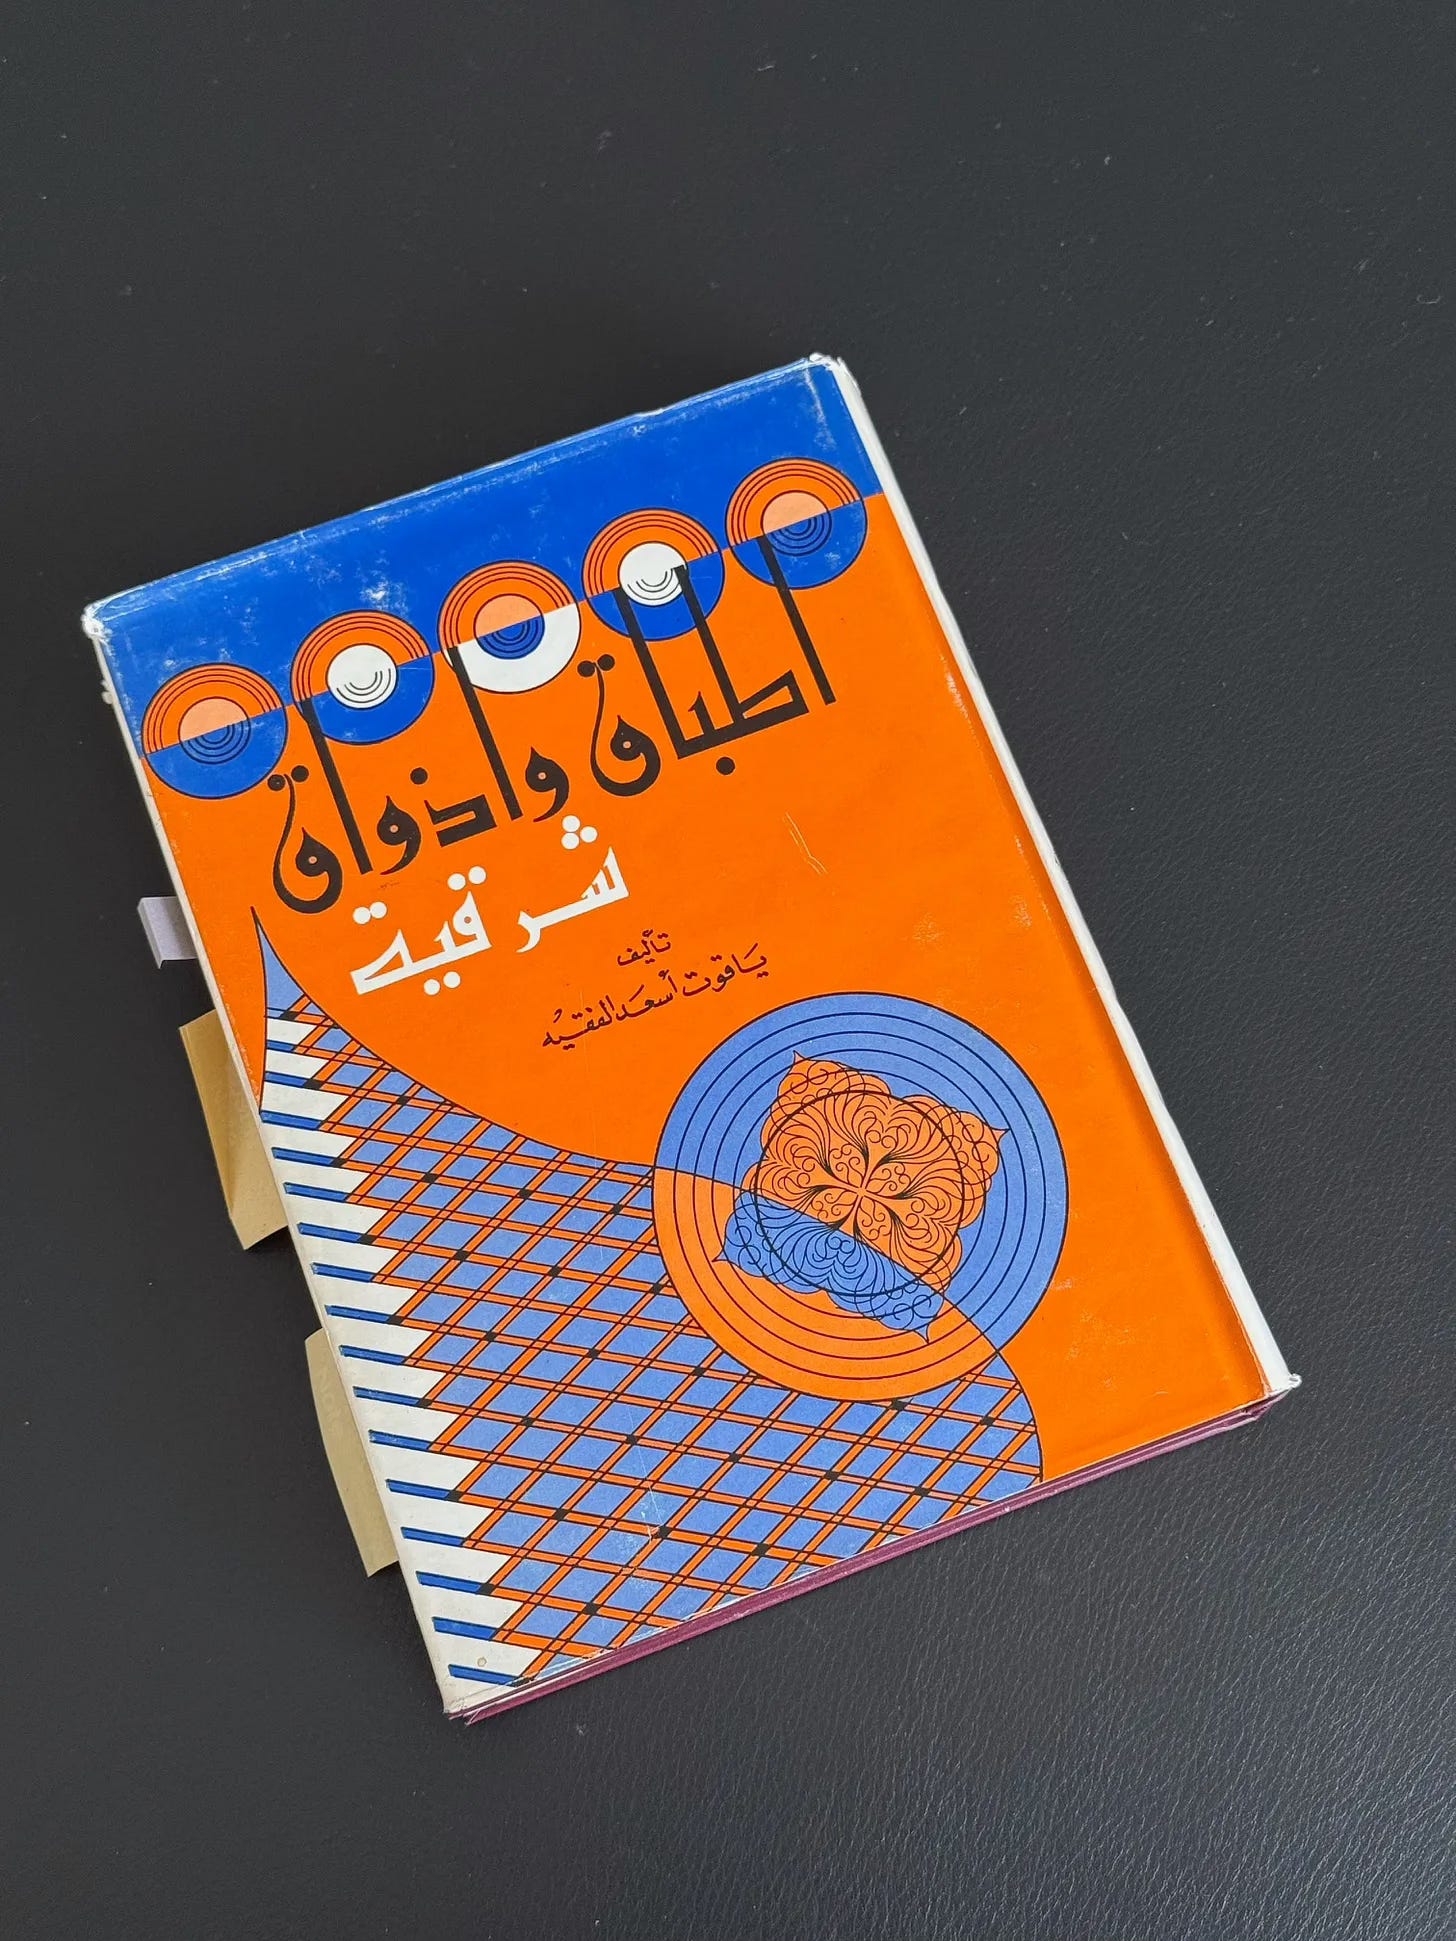 اطباق واذواق
شرقية
تأليف
ياقوت أسعد الفقيه